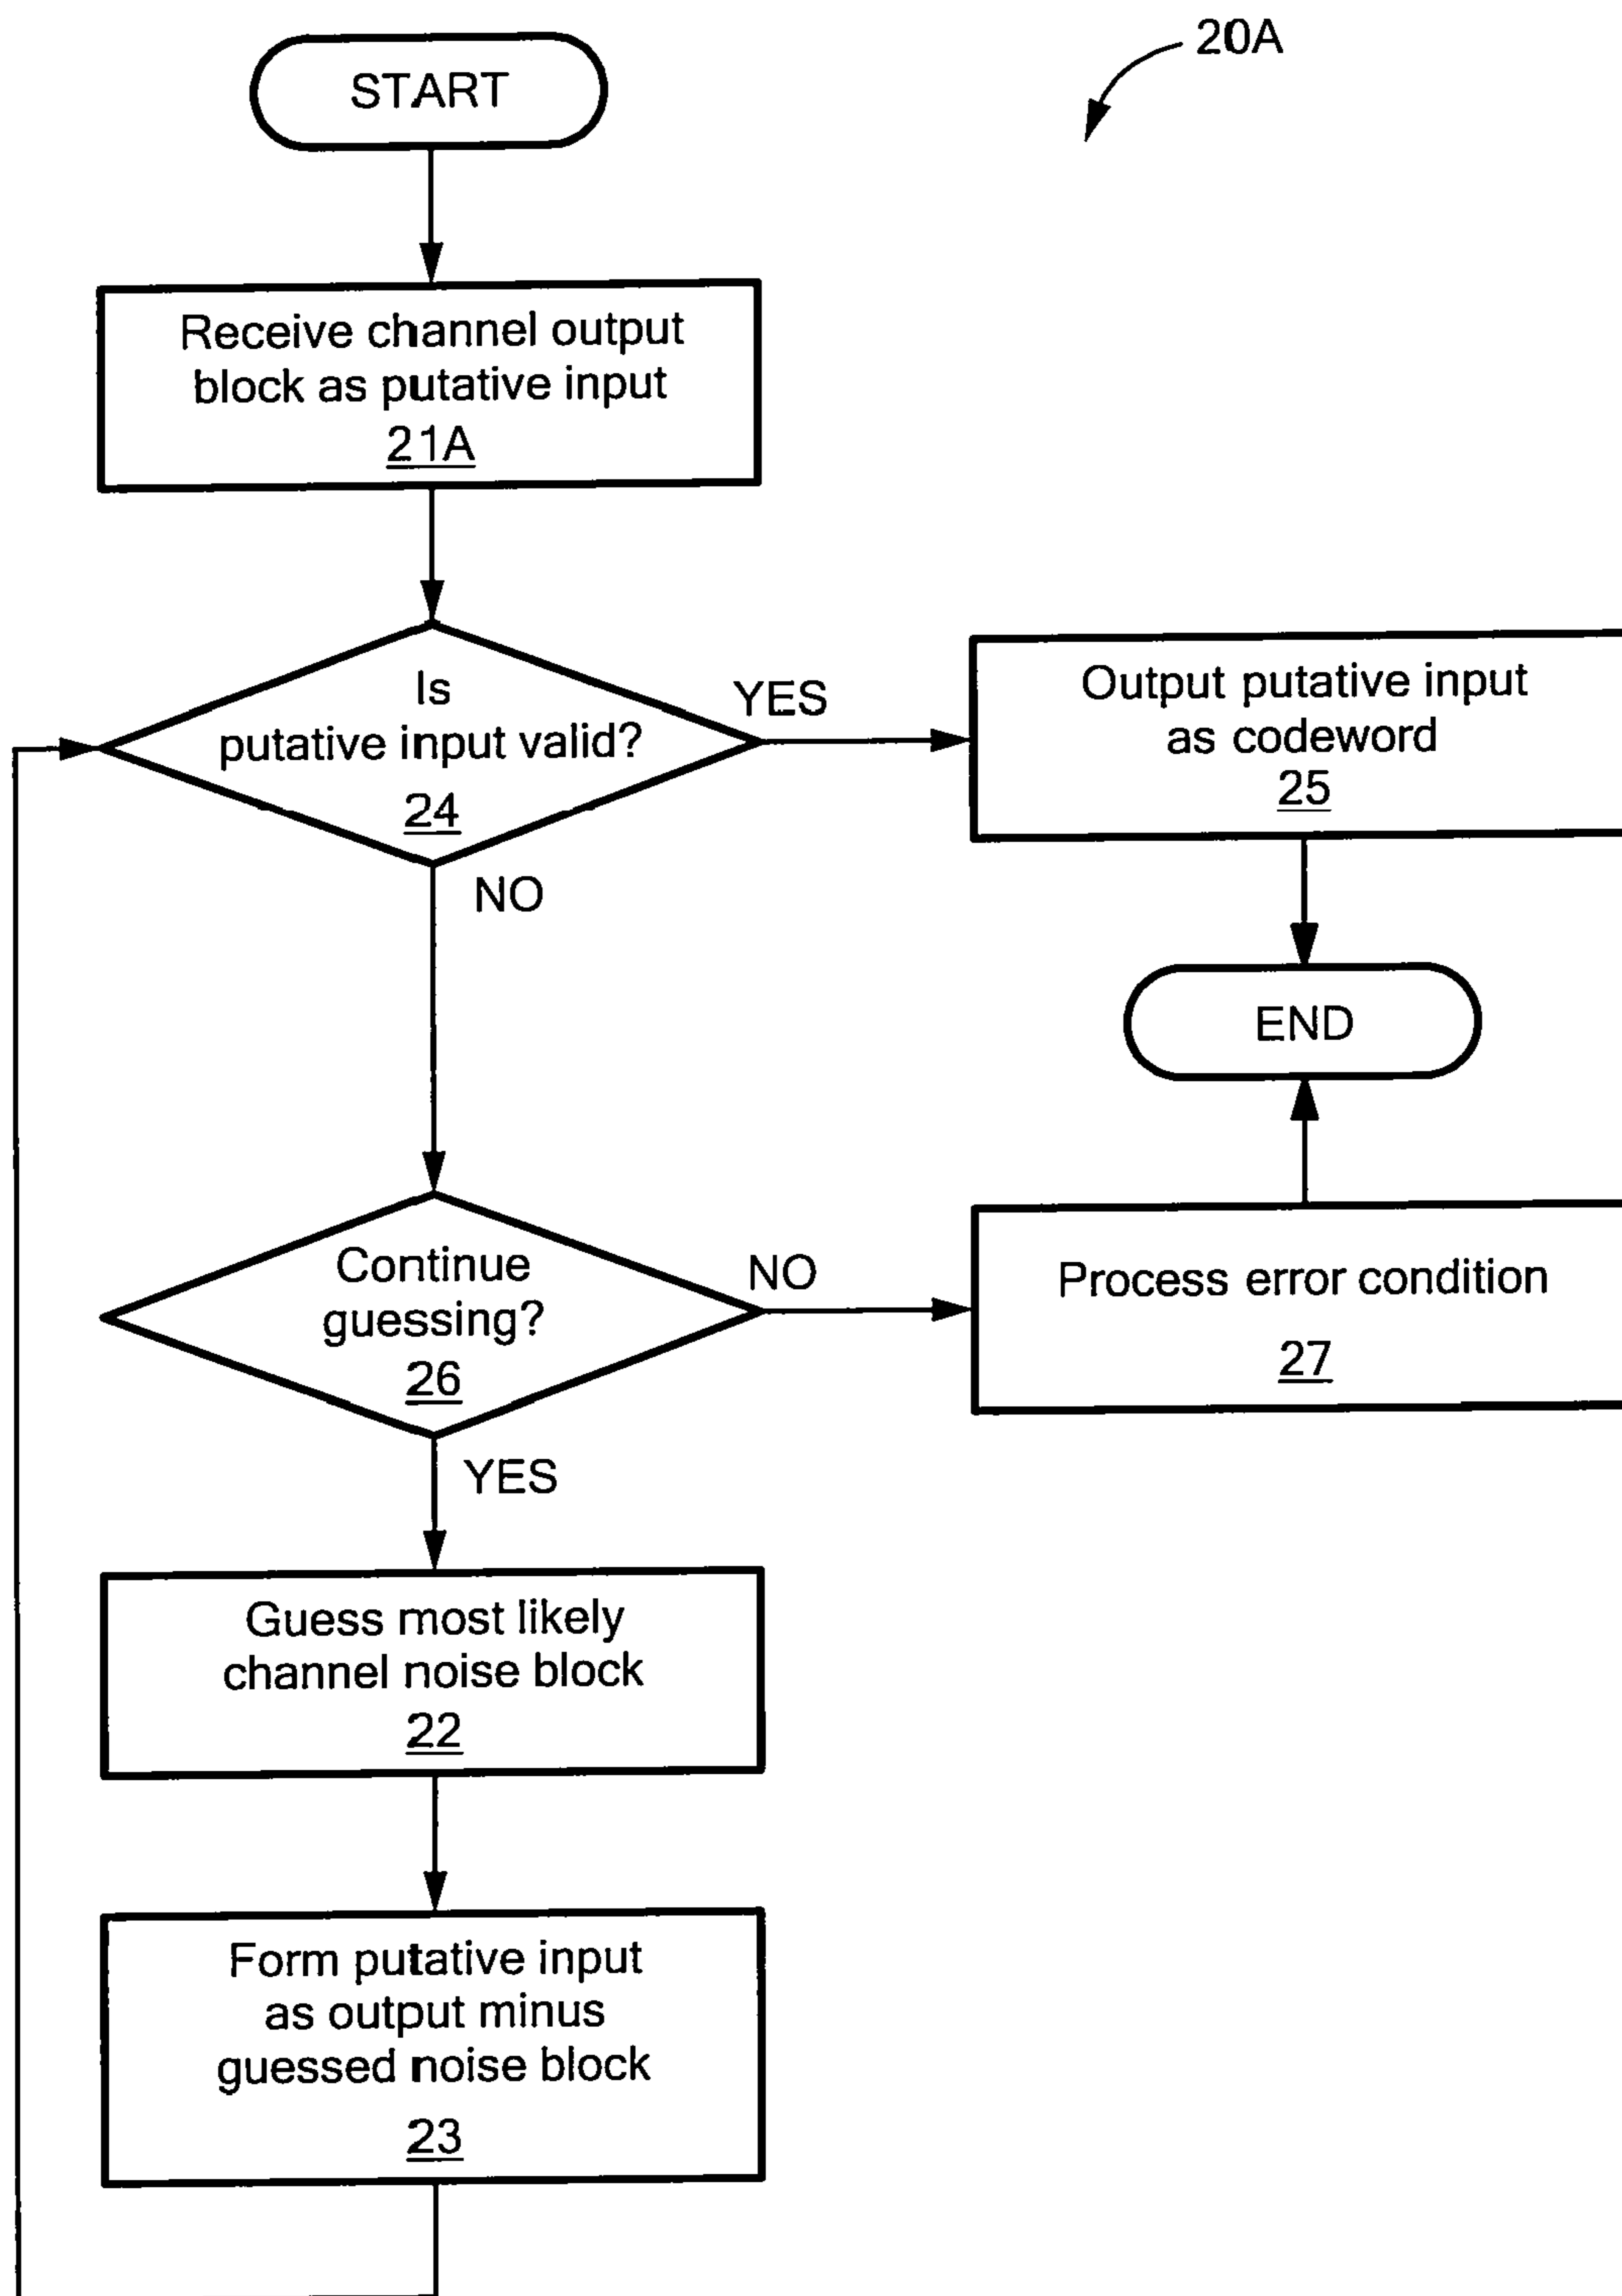 20A
START
Receive channel output
block as putative input
21A
Is
putative input valid?
24
YES
Output putative input
as codeword
25
NO
END
Continue
guessing?
26
NO
Process error condition
27
YES
Guess most likely
channel noise block
22
Form putative input
as output minus
guessed noise block
23